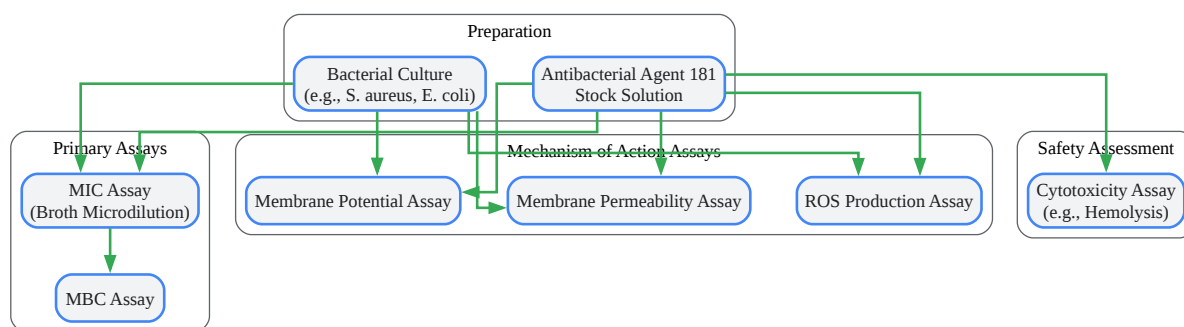 Preparation
Bacterial Culture
(e.g., S. aureus, E. coli)
Antibacterial Agent 181
Stock Solution
Primary Assays
MIC Assay
(Broth Microdilution)
MBC Assay
Mechanism of Action Assays
Membrane Potential Assay
Membrane Permeability Assay
ROS Production Assay
Safety Assessment
Cytotoxicity Assay
(e.g., Hemolysis)